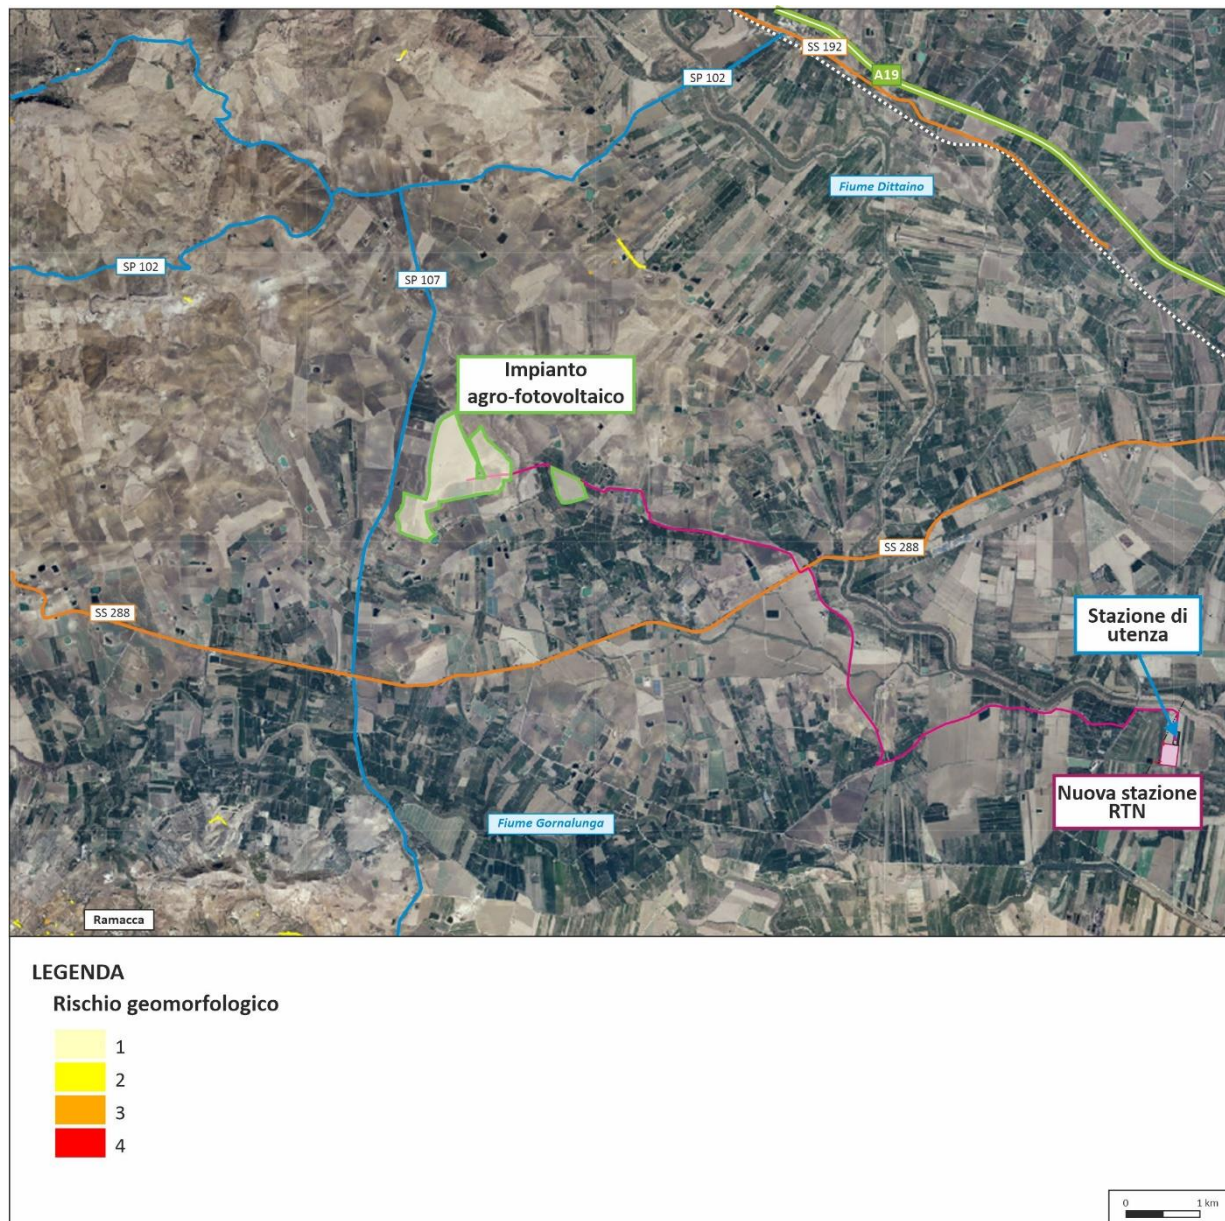 SS 192
SP 102
A19
Fiume Dittaino
SP 102
SP 107
Impianto
agro-fotovoltaico
SS 288
SS 288
Stazione di
utenza
Nuova stazione
RTN
Fiume Gornalunga
Ramacca
LEGENDA
Rischio geomorfologico
1
2
3
4
0 1 km